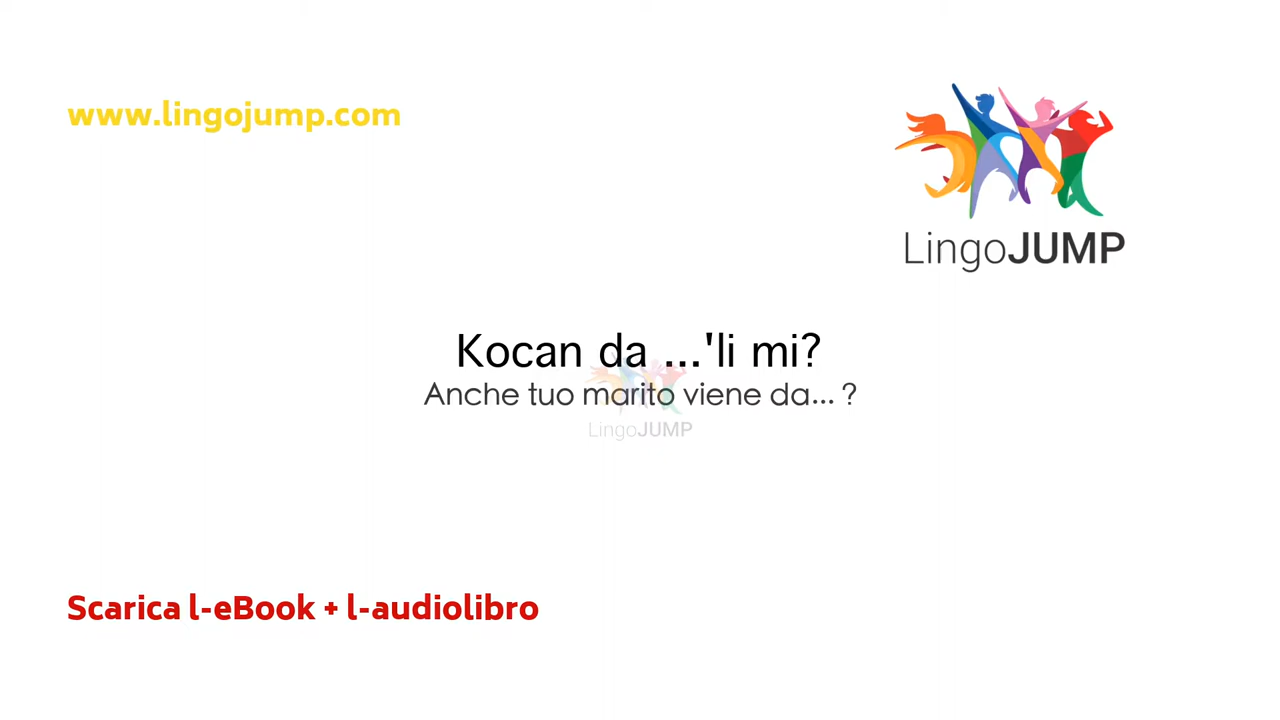 www.lingojump.com
LingoJUMP
Kocan da ...'li mi?
Anche tuo marito viene da... ?
LingoJUMP
Scarica l-eBook + l-audiolibro